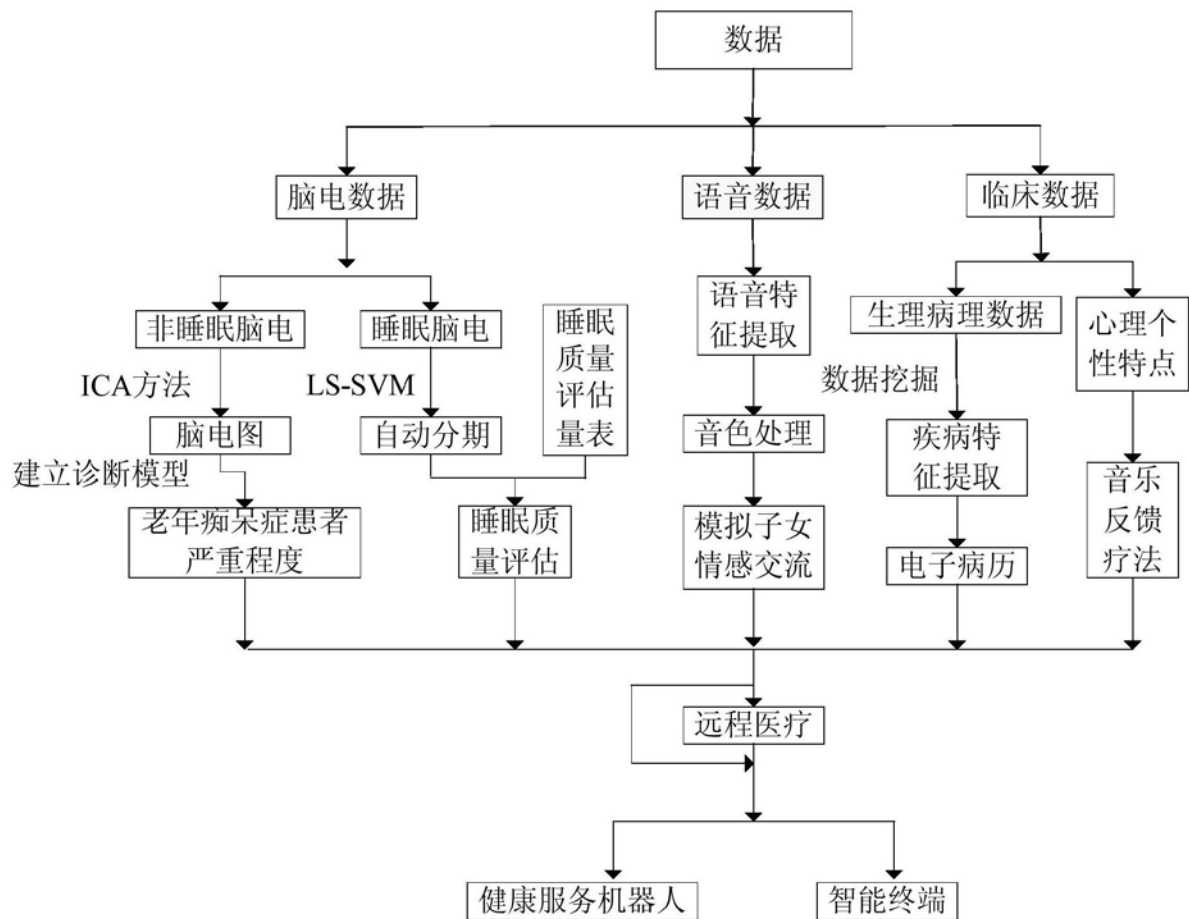 数据
脑电数据
语音数据
临床数据
非睡眠脑电
睡眠脑电
睡眠
质量
评估
量表
语音特
征提取
生理病理数据
心理个
性特点
ICA方法
LS-SVM
数据挖掘
脑电图
自动分期
音色处理
疾病特
征提取
建立诊断模型
老年痴呆症患者
严重程度
睡眠质
量评估
模拟子女
情感交流
电子病历
音乐
反馈
疗法
远程医疗
健康服务机器人
智能终端